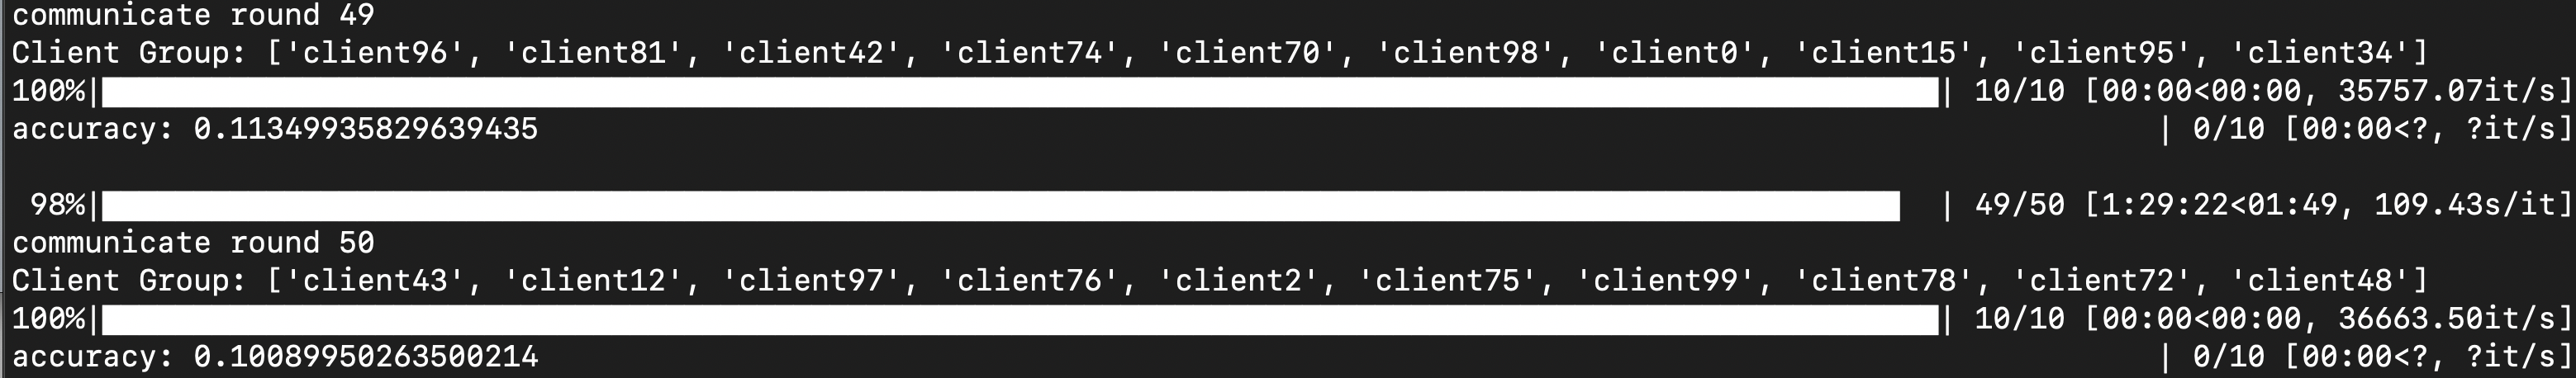 communicate round 49
Client Group: ['client96', 'client81', 'client42', 'client74', 'client70', 'client98', 'client0', 'client15', 'client95', 'client34']
100%|██████████| 10/10 [00:00<00:00, 35757.07it/s]
accuracy: 0.11349935829639435 | 0/10 [00:00<?, ?it/s]
98%|█████████ | 49/50 [1:29:22<01:49, 109.43s/it]
communicate round 50
Client Group: ['client43', 'client12', 'client97', 'client76', 'client2', 'client75', 'client99', 'client78', 'client72', 'client48']
100%|██████████| 10/10 [00:00<00:00, 36663.50it/s]
accuracy: 0.10089950263500214 | 0/10 [00:00<?, ?it/s]